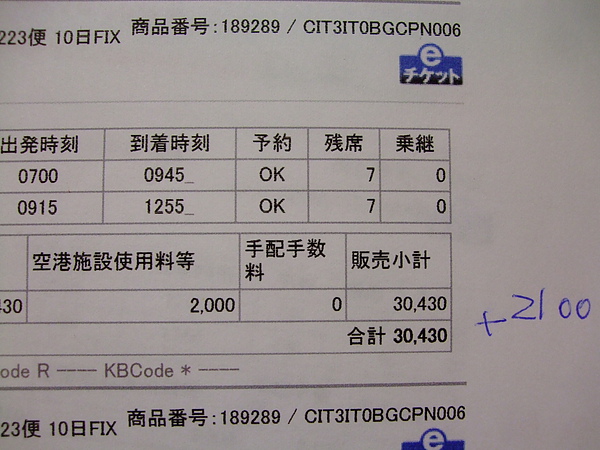 223便 10日FIX 商品番号：189289 / CIT3IT0BGCPN006
e
チケット
出発時刻 到着時刻 予約 残席 乗継
0700 0945_ OK 7 0
0915 1255_ OK 7 0
空港施設使用料等 手配手数料 販売小計
430 2,000 0 30,430
合計 30,430
+2100
ode R ---- KBCode * ----
23便 10日FIX 商品番号：189289 / CIT3IT0BGCPN006
e